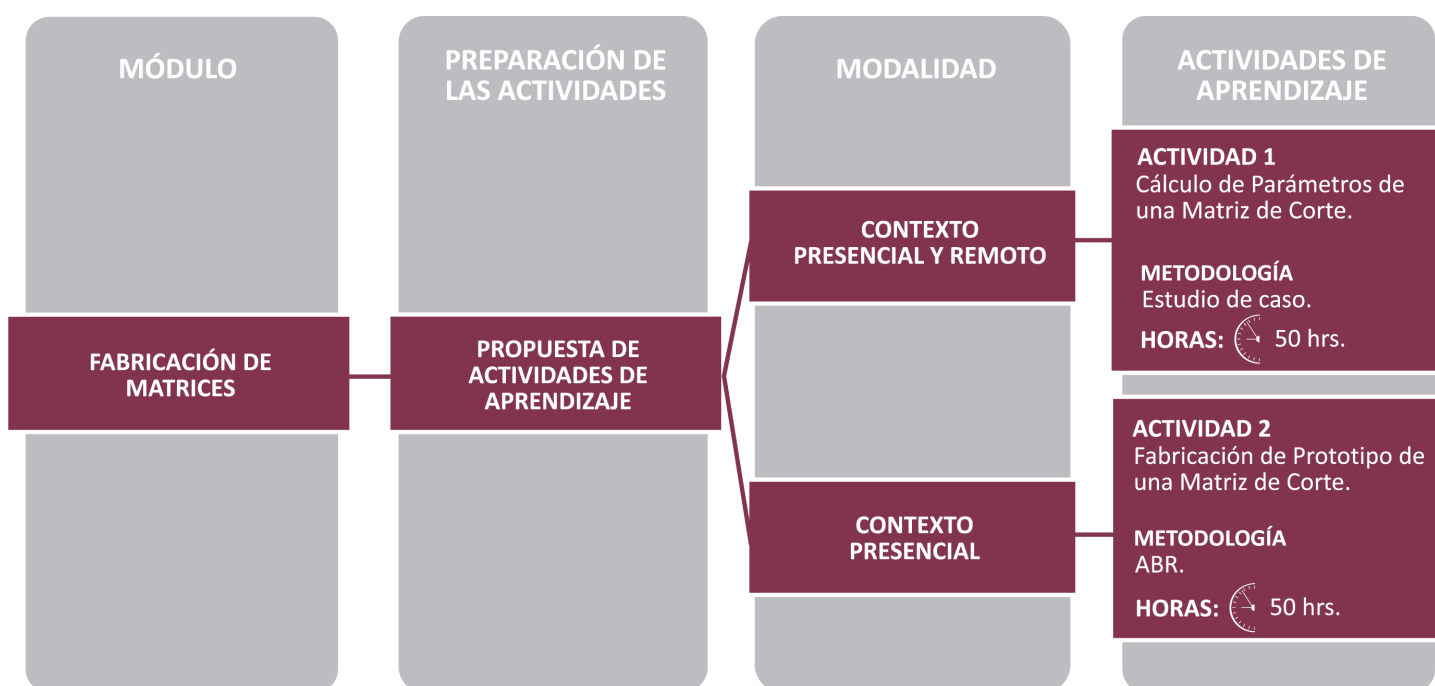 MÓDULO
PREPARACIÓN DE
LAS ACTIVIDADES
MODALIDAD
ACTIVIDADES DE
APRENDIZAJE
FABRICACIÓN DE
MATRICES
PROPUESTA DE
ACTIVIDADES DE
APRENDIZAJE
CONTEXTO
PRESENCIAL Y REMOTO
ACTIVIDAD 1
Cálculo de Parámetros de
una Matriz de Corte.
METODOLOGÍA
Estudio de caso.
HORAS: 50 hrs.
CONTEXTO
PRESENCIAL
ACTIVIDAD 2
Fabricación de Prototipo de
una Matriz de Corte.
METODOLOGÍA
ABR.
HORAS: 50 hrs.